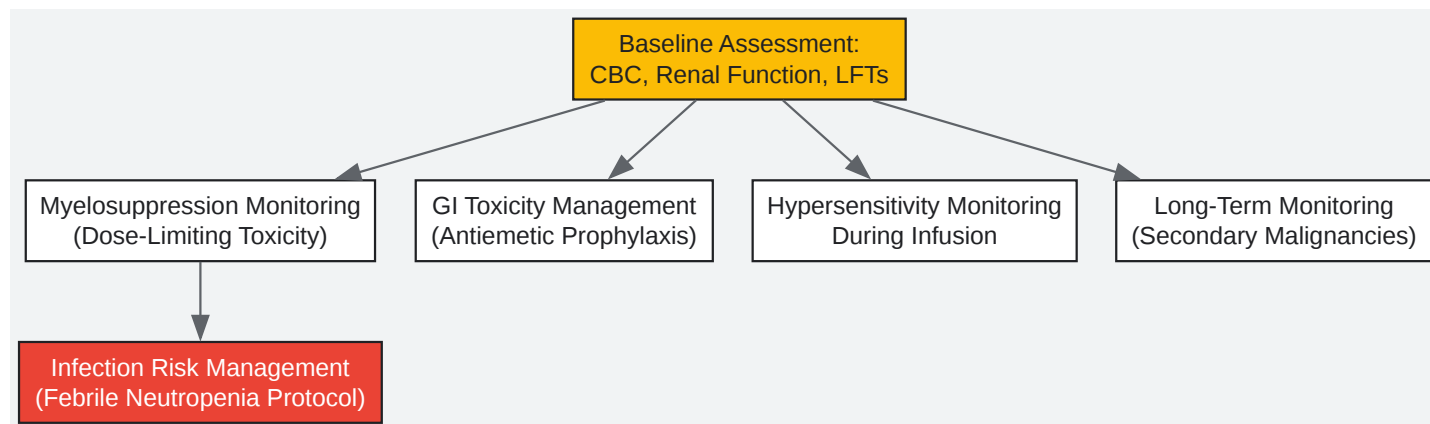 Baseline Assessment:
CBC, Renal Function, LFTs
Myelosuppression Monitoring
(Dose-Limiting Toxicity)
GI Toxicity Management
(Antiemetic Prophylaxis)
Hypersensitivity Monitoring
During Infusion
Long-Term Monitoring
(Secondary Malignancies)
Infection Risk Management
(Febrile Neutropenia Protocol)